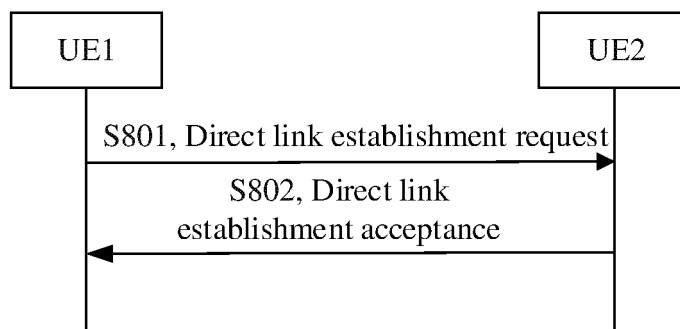 UE1
UE2
S801, Direct link establishment request
S802, Direct link
establishment acceptance